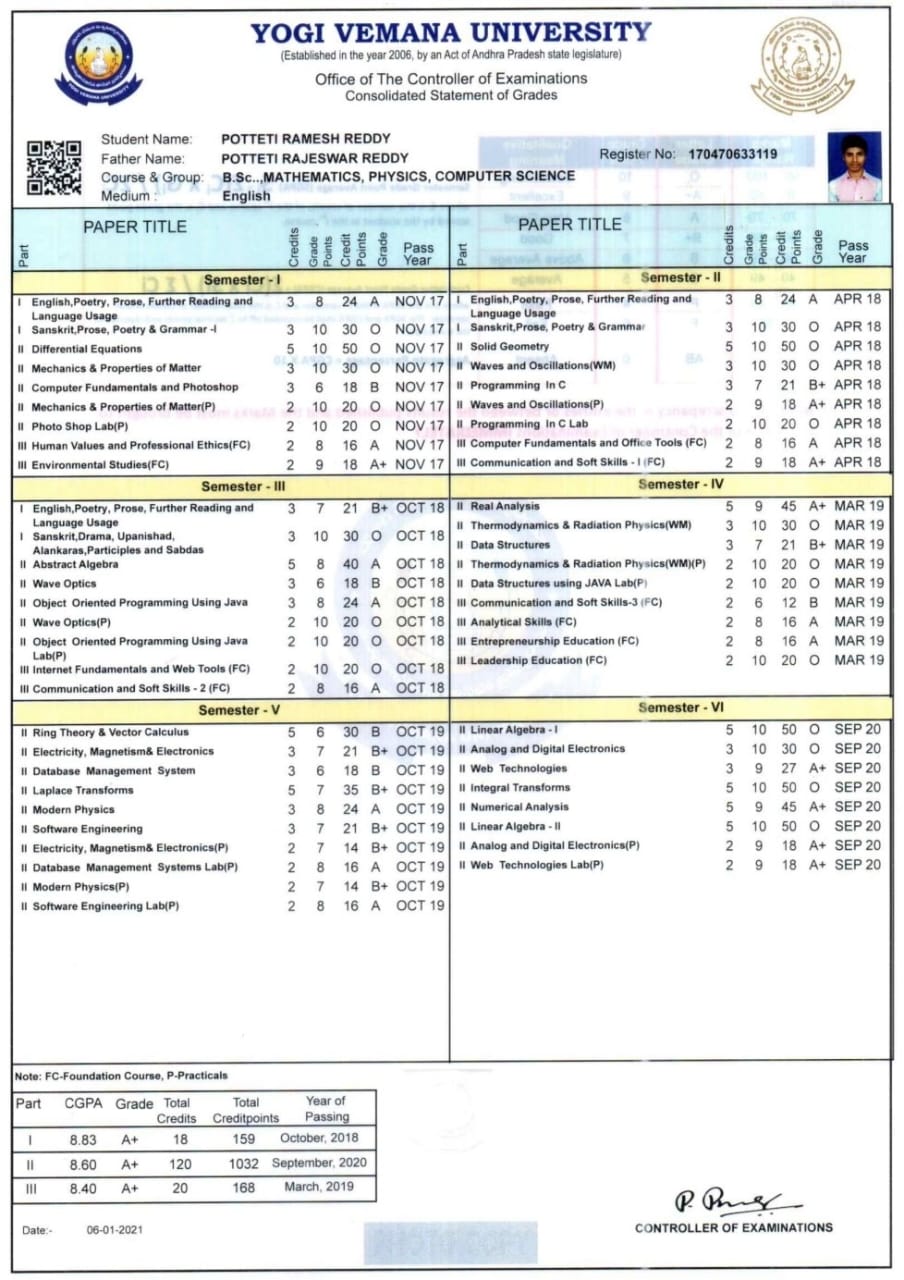 YOGI VEMANA UNIVERSITY
(Established in the year 2006, by an Act of Andhra Pradesh state legislature)
Office of The Controller of Examinations
Consolidated Statement of Grades
Student Name: POTTETI RAMESH REDDY
Father Name: POTTETI RAJESWAR REDDY
Register No: 170470633119
Course & Group: B.Sc..,MATHEMATICS, PHYSICS, COMPUTER SCIENCE
Medium : English
Part PAPER TITLE Credits Grade Points Credit Points Grade Pass Year
Semester - I
I English,Poetry, Prose, Further Reading and 3 8 24 A NOV 17
Language Usage
I Sanskrit,Prose, Poetry & Grammar -I 3 10 30 O NOV 17
II Differential Equations 5 10 50 O NOV 17
II Mechanics & Properties of Matter 3 10 30 O NOV 17
II Computer Fundamentals and Photoshop 3 6 18 B NOV 17
II Mechanics & Properties of Matter(P) 2 10 20 O NOV 17
II Photo Shop Lab(P) 2 10 20 O NOV 17
III Human Values and Professional Ethics(FC) 2 8 16 A NOV 17
III Environmental Studies(FC) 2 9 18 A+ NOV 17
Part PAPER TITLE Credits Grade Points Credit Points Grade Pass Year
Semester - II
I English,Poetry, Prose, Further Reading and 3 8 24 A APR 18
Language Usage
I Sanskrit,Prose, Poetry & Grammar 3 10 30 O APR 18
II Solid Geometry 5 10 50 O APR 18
II Waves and Oscillations(WM) 3 10 30 O APR 18
II Programming In C 3 7 21 B+ APR 18
II Waves and Oscillations(P) 2 9 18 A+ APR 18
II Programming In C Lab 2 10 20 O APR 18
III Computer Fundamentals and Office Tools (FC) 2 8 16 A APR 18
III Communication and Soft Skills - I (FC) 2 9 18 A+ APR 18
Semester - III
I English,Poetry, Prose, Further Reading and 3 7 21 B+ OCT 18
Language Usage
I Sanskrit,Drama, Upanishad, 3 10 30 O OCT 18
Alankaras,Participles and Sabdas
II Abstract Algebra 5 8 40 A OCT 18
II Wave Optics 3 6 18 B OCT 18
II Object Oriented Programming Using Java 3 8 24 A OCT 18
II Wave Optics(P) 2 10 20 O OCT 18
II Object Oriented Programming Using Java 2 10 20 O OCT 18
Lab(P)
III Internet Fundamentals and Web Tools (FC) 2 10 20 O OCT 18
III Communication and Soft Skills - 2 (FC) 2 8 16 A OCT 18
Semester - IV
II Real Analysis 5 9 45 A+ MAR 19
II Thermodynamics & Radiation Physics(WM) 3 10 30 O MAR 19
II Data Structures 3 7 21 B+ MAR 19
II Thermodynamics & Radiation Physics(WM)(P) 2 10 20 O MAR 19
II Data Structures using JAVA Lab(P) 2 10 20 O MAR 19
III Communication and Soft Skills-3 (FC) 2 6 12 B MAR 19
III Analytical Skills (FC) 2 8 16 A MAR 19
III Entrepreneurship Education (FC) 2 8 16 A MAR 19
III Leadership Education (FC) 2 10 20 O MAR 19
Semester - V
II Ring Theory & Vector Calculus 5 6 30 B OCT 19
II Electricity, Magnetism& Electronics 3 7 21 B+ OCT 19
II Database Management System 3 6 18 B OCT 19
II Laplace Transforms 5 7 35 B+ OCT 19
II Modern Physics 3 8 24 A OCT 19
II Software Engineering 3 7 21 B+ OCT 19
II Electricity, Magnetism& Electronics(P) 2 7 14 B+ OCT 19
II Database Management Systems Lab(P) 2 8 16 A OCT 19
II Modern Physics(P) 2 7 14 B+ OCT 19
II Software Engineering Lab(P) 2 8 16 A OCT 19
Semester - VI
II Linear Algebra - I 5 10 50 O SEP 20
II Analog and Digital Electronics 3 10 30 O SEP 20
II Web Technologies 3 9 27 A+ SEP 20
II Integral Transforms 5 10 50 O SEP 20
II Numerical Analysis 5 9 45 A+ SEP 20
II Linear Algebra - II 5 10 50 O SEP 20
II Analog and Digital Electronics(P) 2 9 18 A+ SEP 20
II Web Technologies Lab(P) 2 9 18 A+ SEP 20
Note: FC-Foundation Course, P-Practicals
Part CGPA Grade Total Credits Total Creditpoints Year of Passing
I 8.83 A+ 18 159 October, 2018
II 8.60 A+ 120 1032 September, 2020
III 8.40 A+ 20 168 March, 2019
Date:- 06-01-2021
CONTROLLER OF EXAMINATIONS